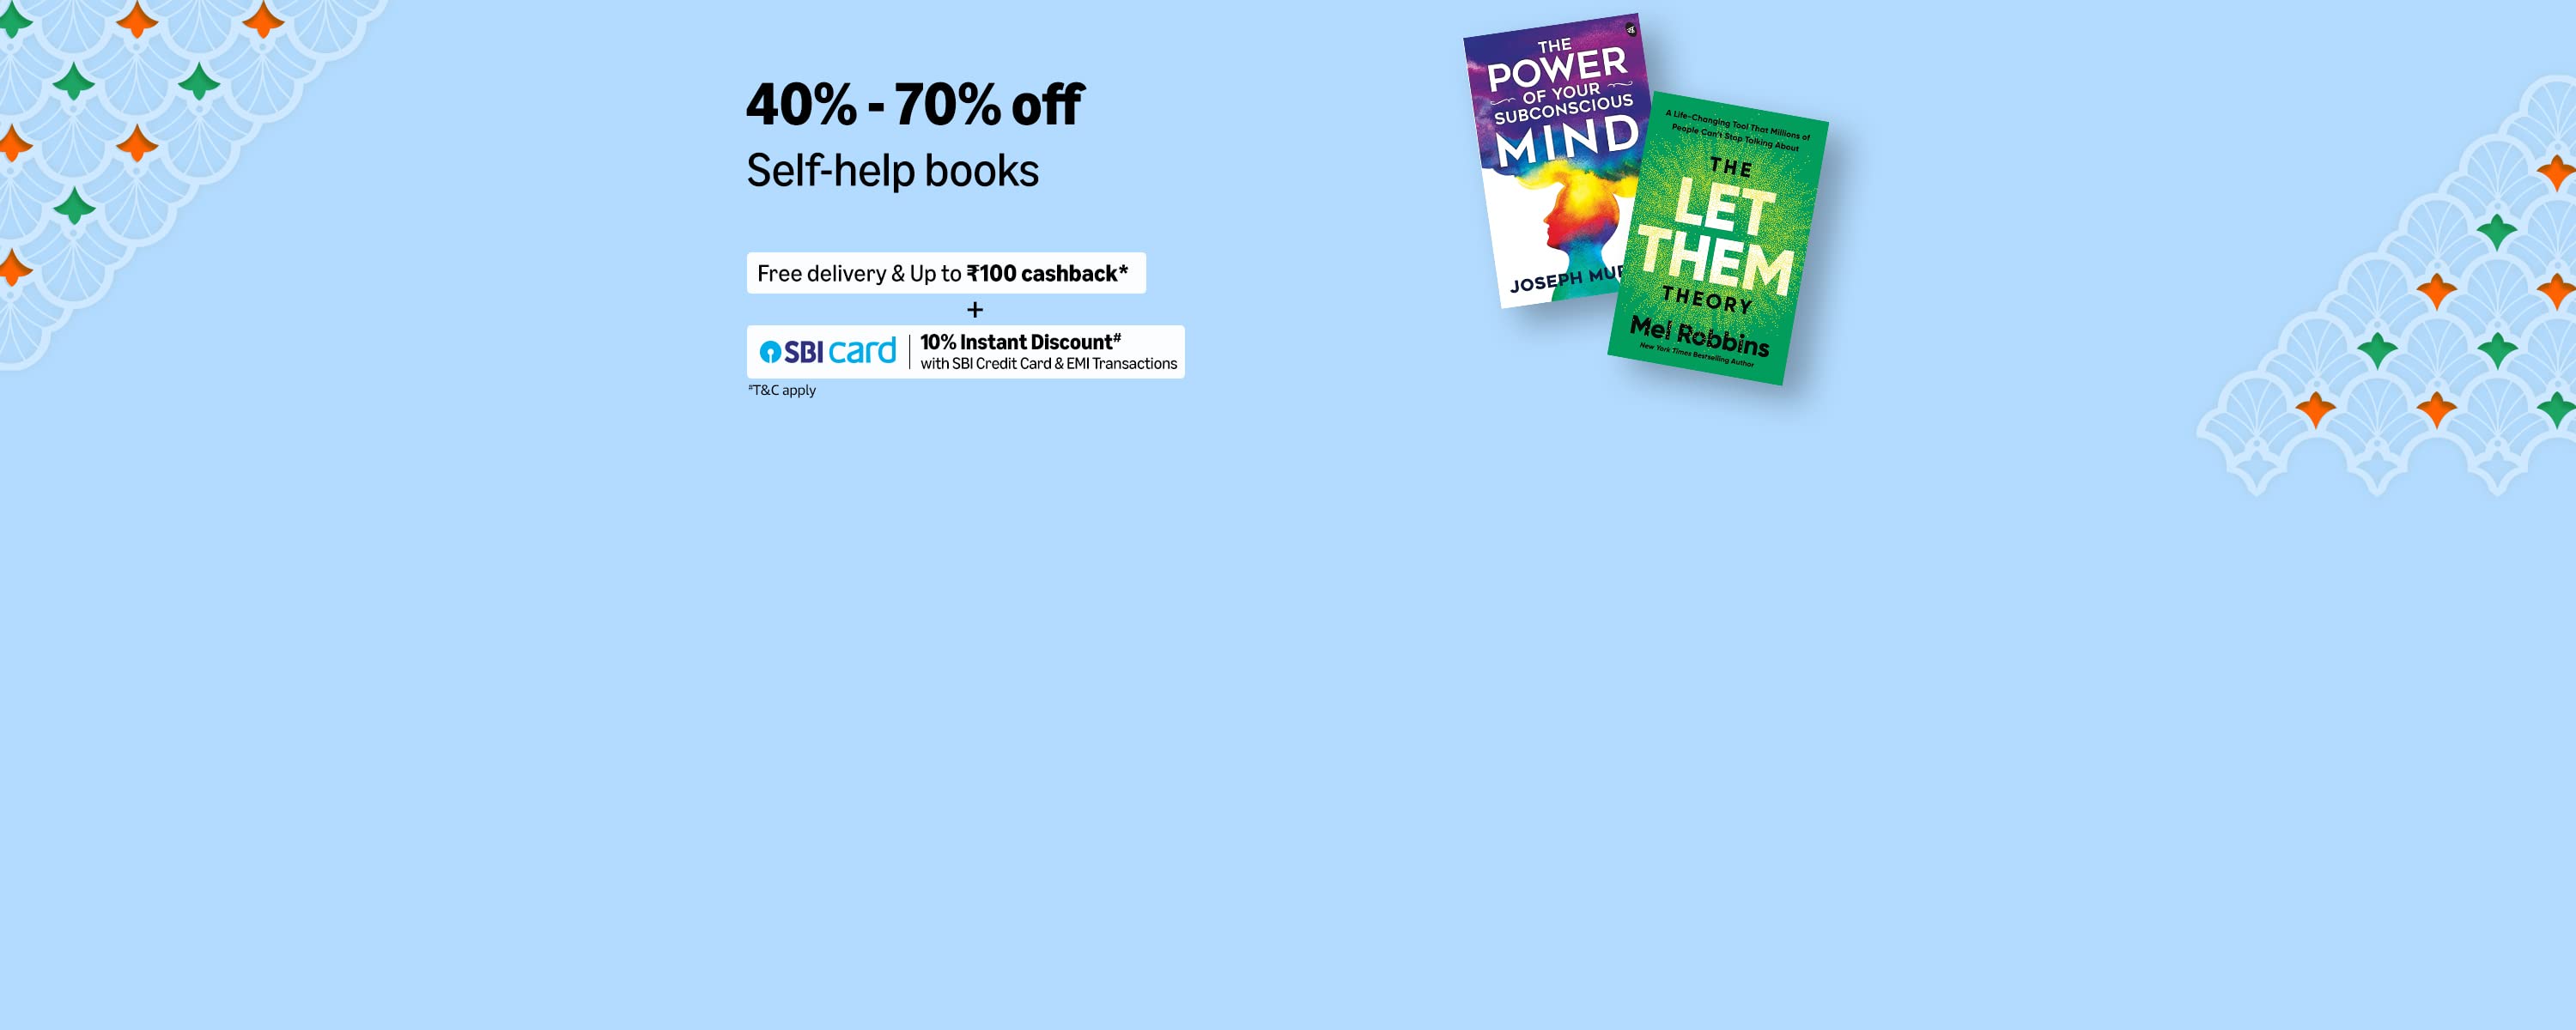 40% - 70% off
Self-help books
Free delivery & Up to ₹100 cashback*
+
SBI card
10% Instant Discount#
with SBI Credit Card & EMI Transactions
#T&C apply
THE
POWER
OF YOUR
SUBCONSCIOUS
MIND
JOSEPH MUR
A Life-Changing Tool That Millions of
People Can't Stop Talking About
THE
LET
THEM
THEORY
Mel Robbins
New York Times Bestselling Author